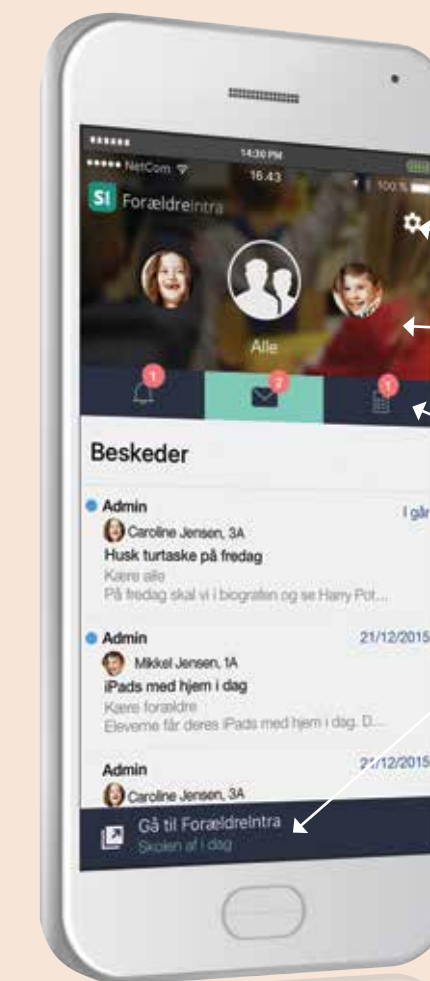 14:30 PM
NetCom
16.43
100 %
SI ForældreIntra
Alle
1
2
1
Beskeder
Admin
I går
Caroline Jensen, 3A
Husk turtaske på fredag
Kære alle
På fredag skal vi i biografen og se Harry Pot...
Admin
21/12/2015
Mikkel Jensen, 1A
iPads med hjem i dag
Kære forældre
Eleverne får deres iPads med hjem i dag. D...
Admin
21/12/2015
Caroline Jensen, 3A
Gå til ForældreIntra
Skolen af i dag